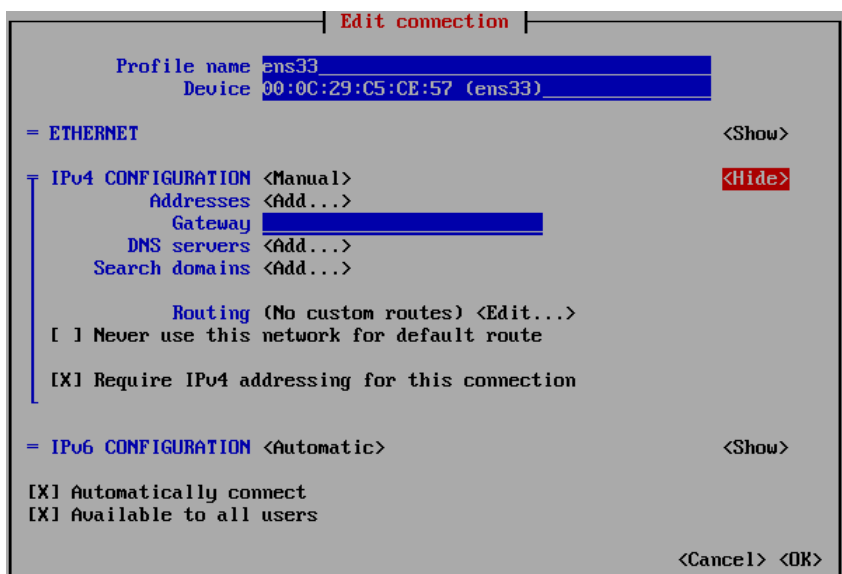 Edit connection
Profile name ens33
Device 00:0C:29:C5:CE:57 (ens33)
= ETHERNET <Show>
= IPv4 CONFIGURATION <Manual> <Hide>
Addresses <Add...>
Gateway
DNS servers <Add...>
Search domains <Add...>
Routing (No custom routes) <Edit...>
[ ] Never use this network for default route
[X] Require IPv4 addressing for this connection
= IPv6 CONFIGURATION <Automatic> <Show>
[X] Automatically connect
[X] Available to all users
<Cancel> <OK>